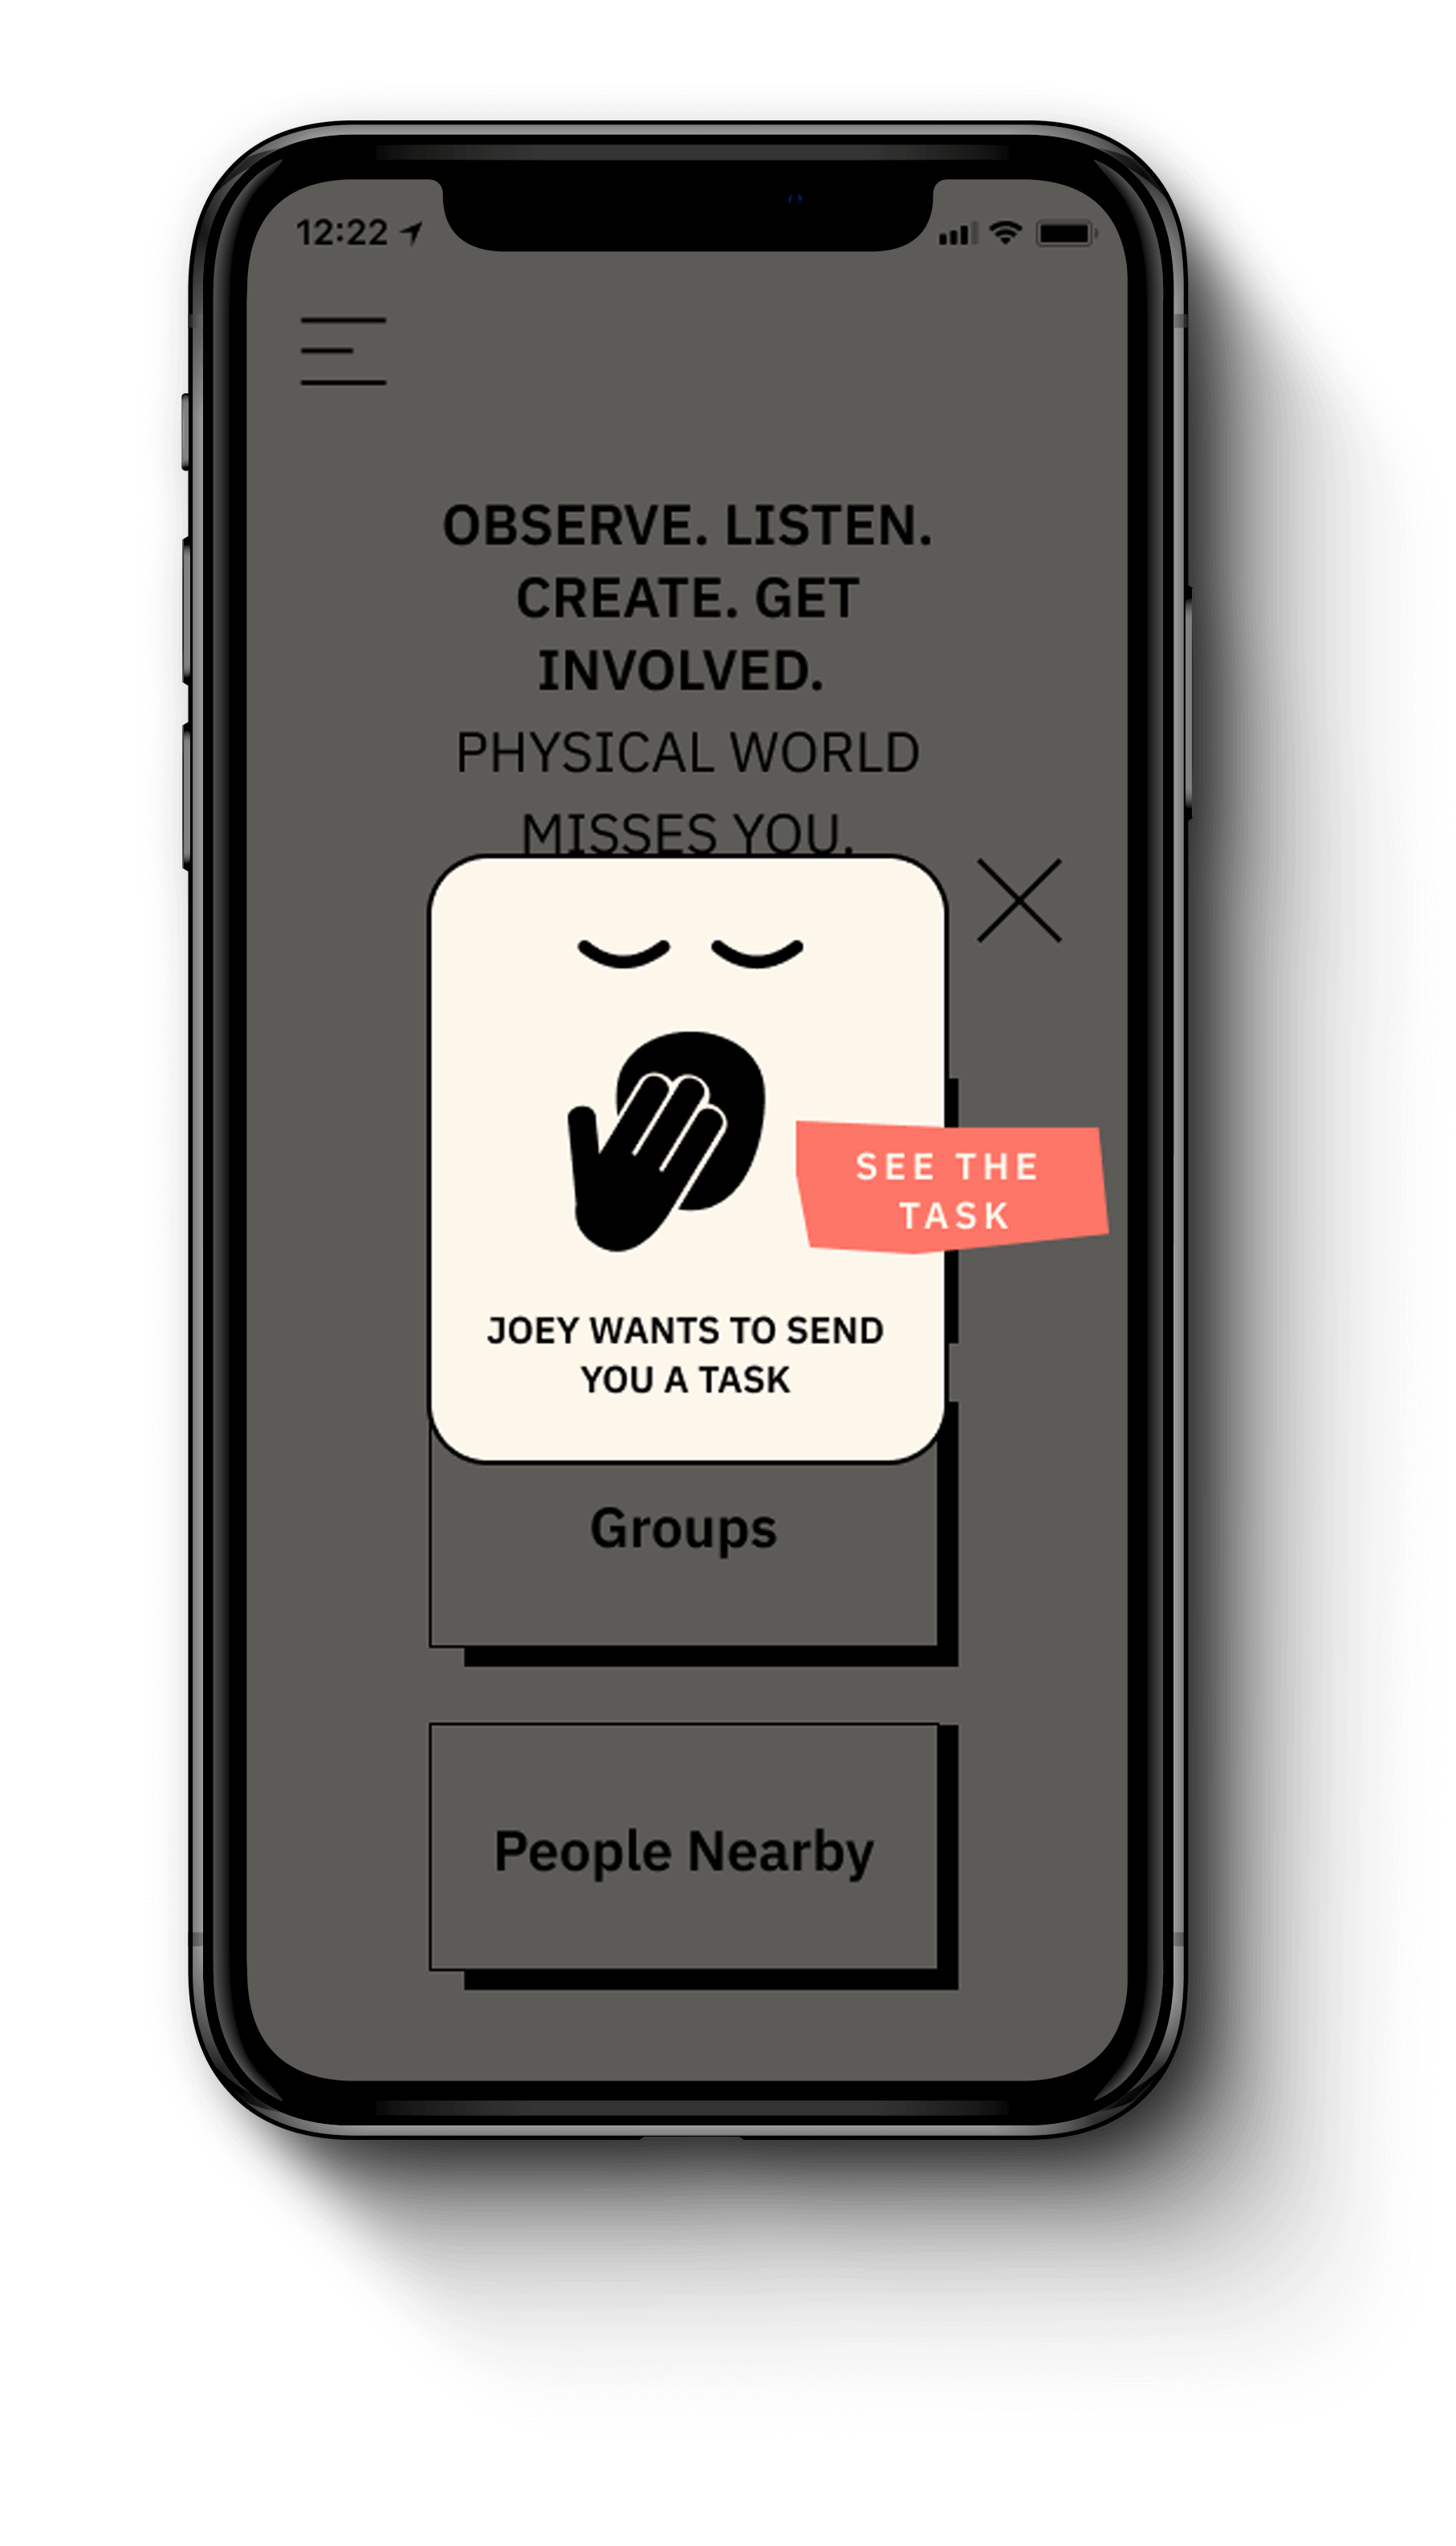 12:22
OBSERVE. LISTEN.
CREATE. GET
INVOLVED.
PHYSICAL WORLD
MISSES YOU.
SEE THE
TASK
JOEY WANTS TO SEND
YOU A TASK
Groups
People Nearby